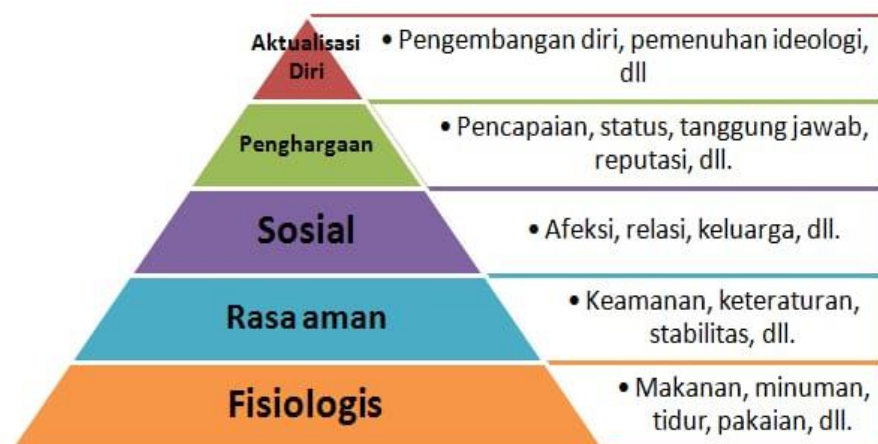 Aktualisasi
Diri
• Pengembangan diri, pemenuhan ideologi,
dll
Penghargaan
• Pencapaian, status, tanggung jawab,
reputasi, dll.
Sosial
• Afeksi, relasi, keluarga, dll.
Rasa aman
• Keamanan, keteraturan,
stabilitas, dll.
Fisiologis
• Makanan, minuman,
tidur, pakaian, dll.